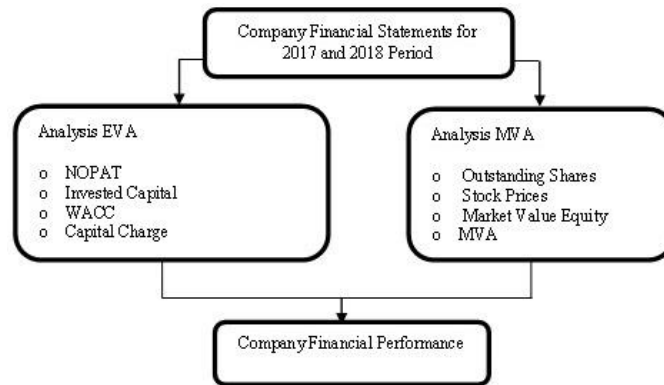 Company Financial Statements for
2017 and 2018 Period
Analysis EVA
o NOPAT
o Invested Capital
o WACC
o Capital Charge
Analysis MVA
o Outstanding Shares
o Stock Prices
o Market Value Equity
o MVA
Company Financial Performance